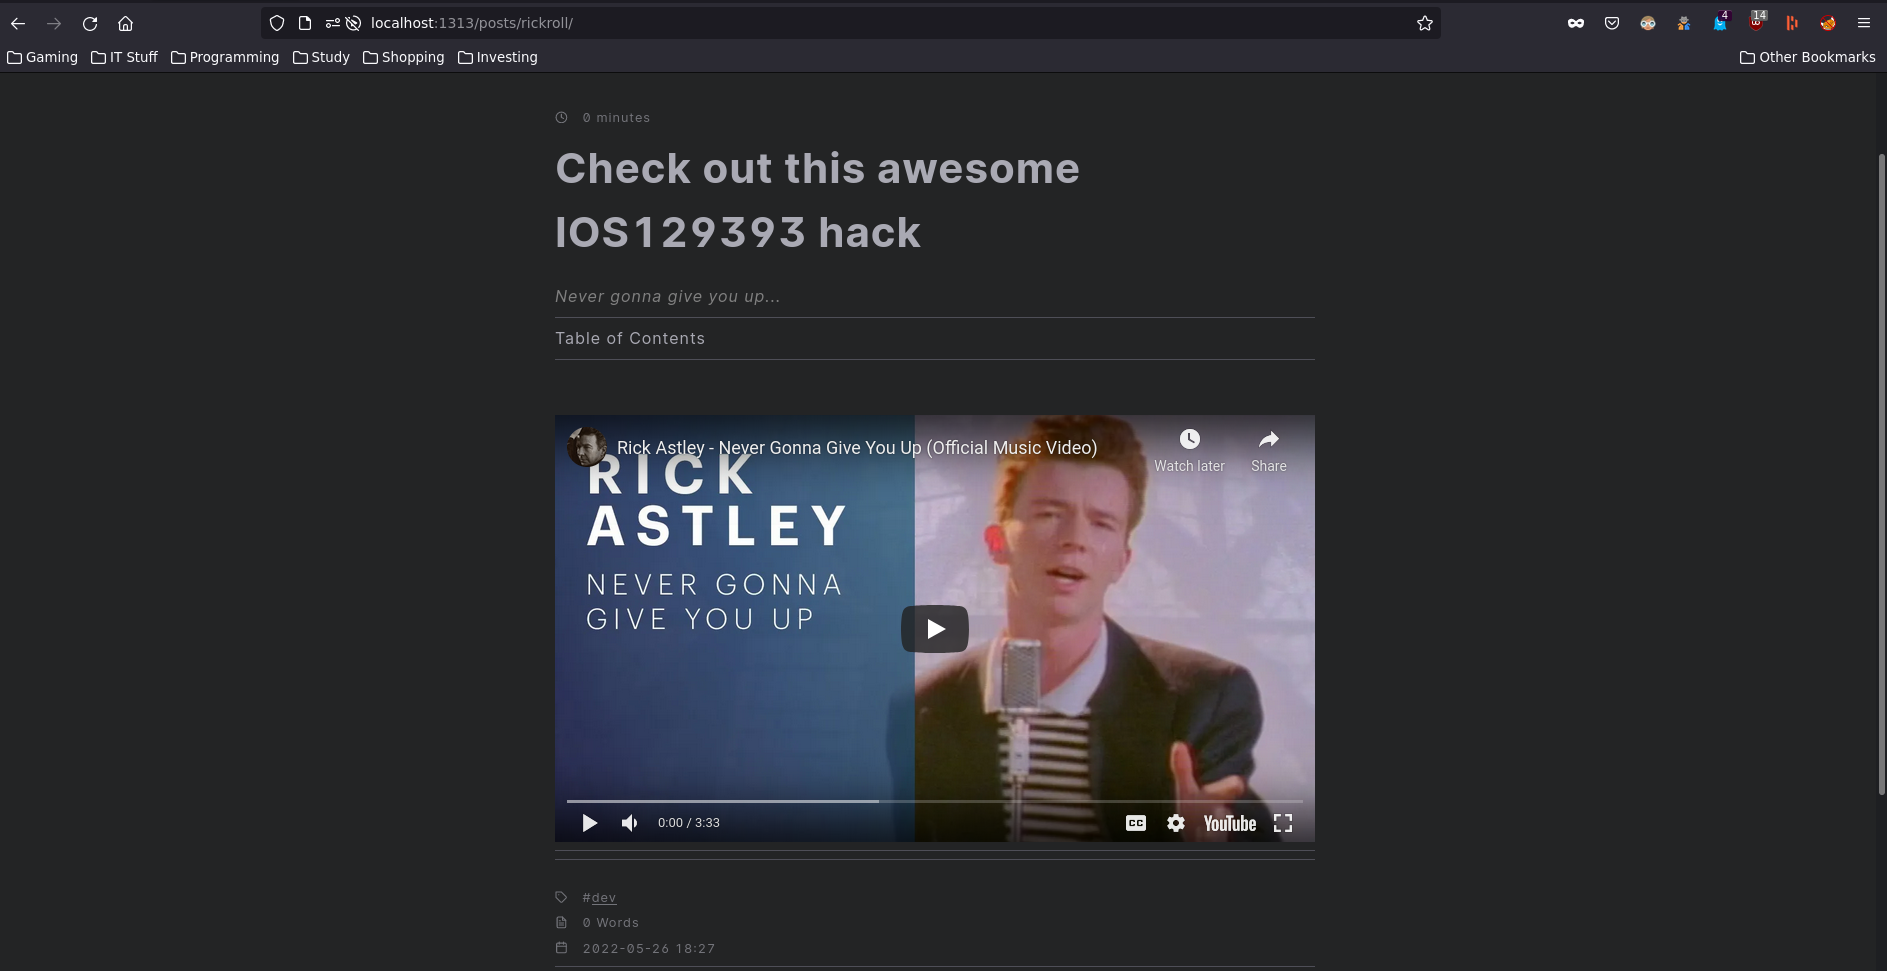 localhost:1313/posts/rickroll/
4
14
Gaming IT Stuff Programming Study Shopping Investing Other Bookmarks
0 minutes
Check out this awesome
IOS129393 hack
Never gonna give you up...
Table of Contents
Rick Astley - Never Gonna Give You Up (Official Music Video)
Watch later Share
RICK
ASTLEY
NEVER GONNA
GIVE YOU UP
0:00 / 3:33 CC YouTube
#dev
0 Words
2022-05-26 18:27